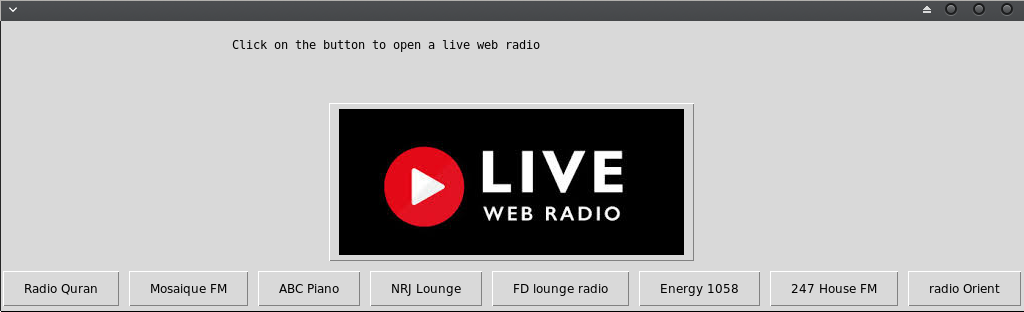 Click on the button to open a live web radio
LIVE
WEB RADIO
Radio Quran
Mosaique FM
ABC Piano
NRJ Lounge
FD lounge radio
Energy 1058
247 House FM
radio Orient